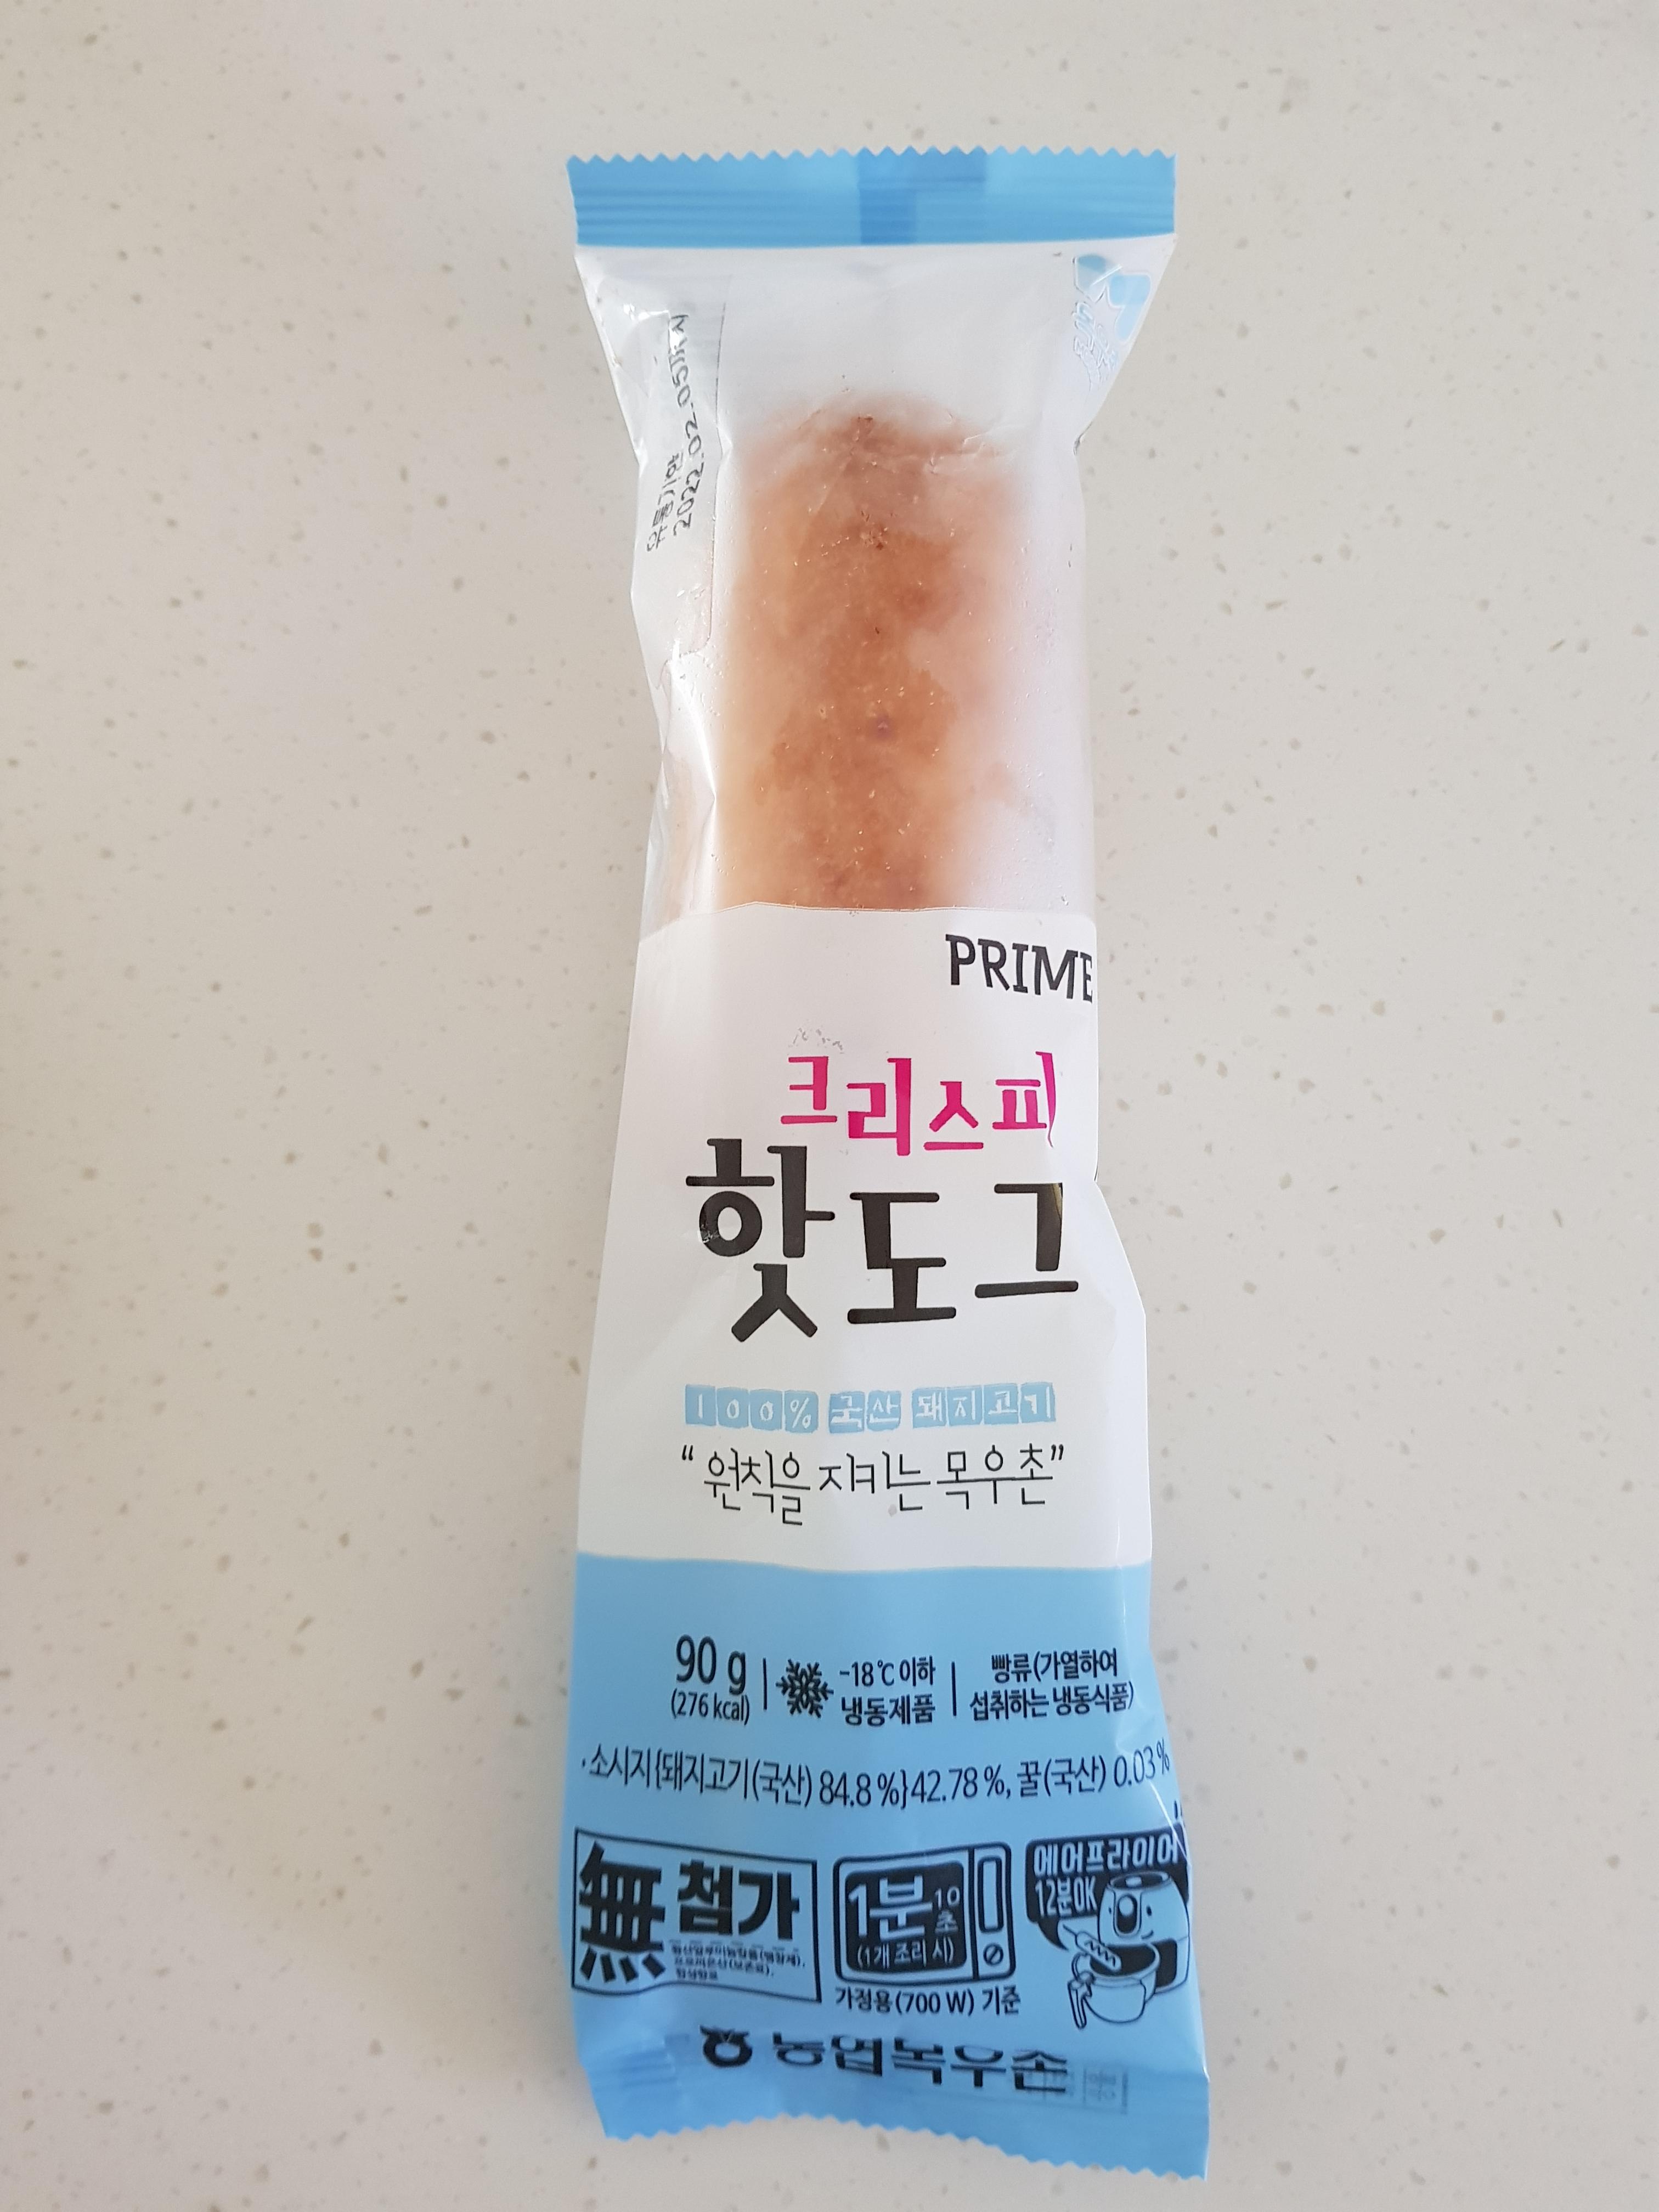 유통기한
2022.02.05
PRIME
크리스피
핫도그
100% 국산 돼지고기
“원칙을 지키는 목우촌”
90 g
(276 kcal)
-18℃ 이하
냉동제품
빵류(가열하여
섭취하는 냉동식품)
·소시지{돼지고기(국산) 84.8 %}42.78 %, 꿀(국산) 0.03 %
無 첨가
1분 10초
(1개 조리 시)
가정용(700 W) 기준
에어프라이어
12분OK
농협목우촌